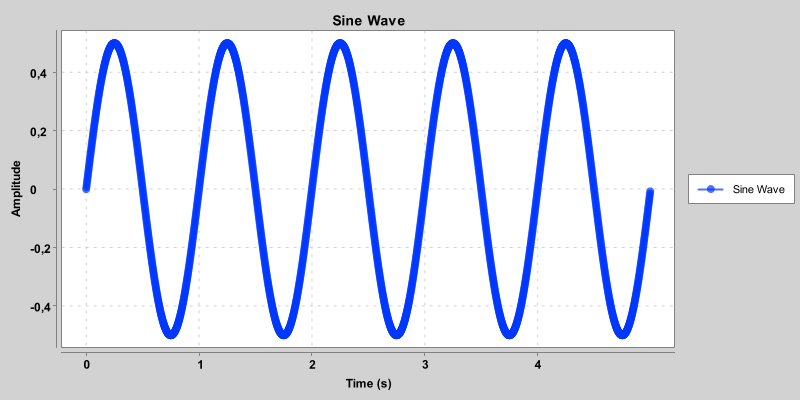 Sine Wave
Amplitude
0,4
0,2
0
-0,2
-0,4
0 1 2 3 4
Time (s)
Sine Wave